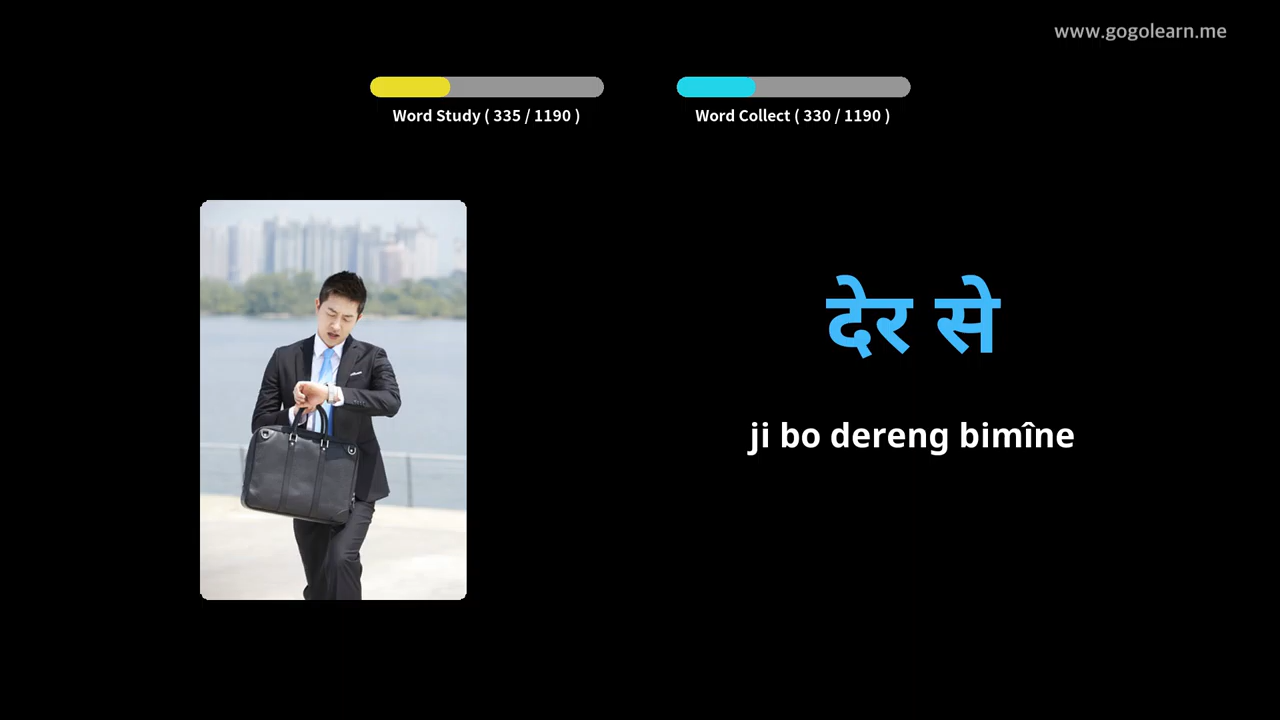 www.gogolearn.me
Word Study ( 335 / 1190 )
Word Collect ( 330 / 1190 )
देर से
ji bo dereng bimîne